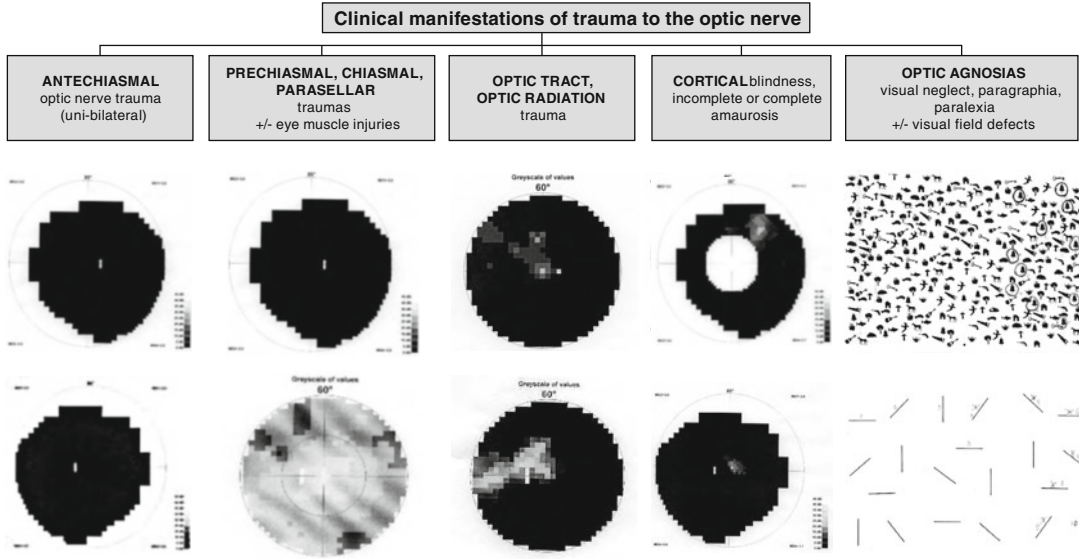 Clinical manifestations of trauma to the optic nerve
ANTECHIASMAL
optic nerve trauma
(uni-bilateral)
PRECHIASMAL, CHIASMAL,
PARASELLAR
traumas
+/- eye muscle injuries
OPTIC TRACT,
OPTIC RADIATION
trauma
CORTICAL blindness,
incomplete or complete
amaurosis
OPTIC AGNOSIAS
visual neglect, paragraphia,
paralexia
+/- visual field defects
Greyscale of values
60°
Greyscale of values
60°
Greyscale of values
60°